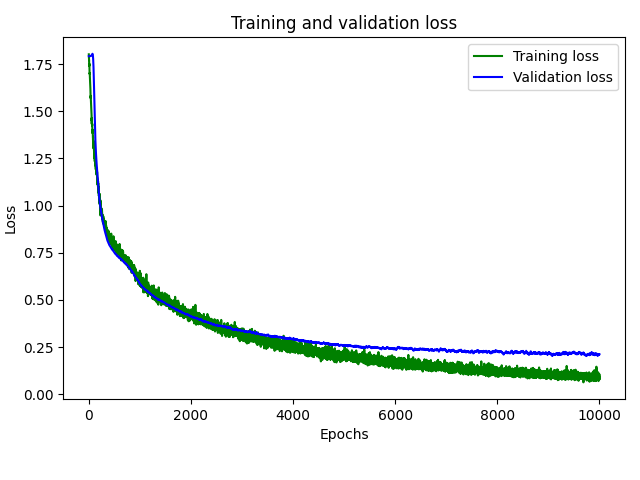 Training and validation loss
Training loss
Validation loss
1.75
1.50
1.25
1.00
0.75
0.50
0.25
0.00
Loss
0 2000 4000 6000 8000 10000
Epochs